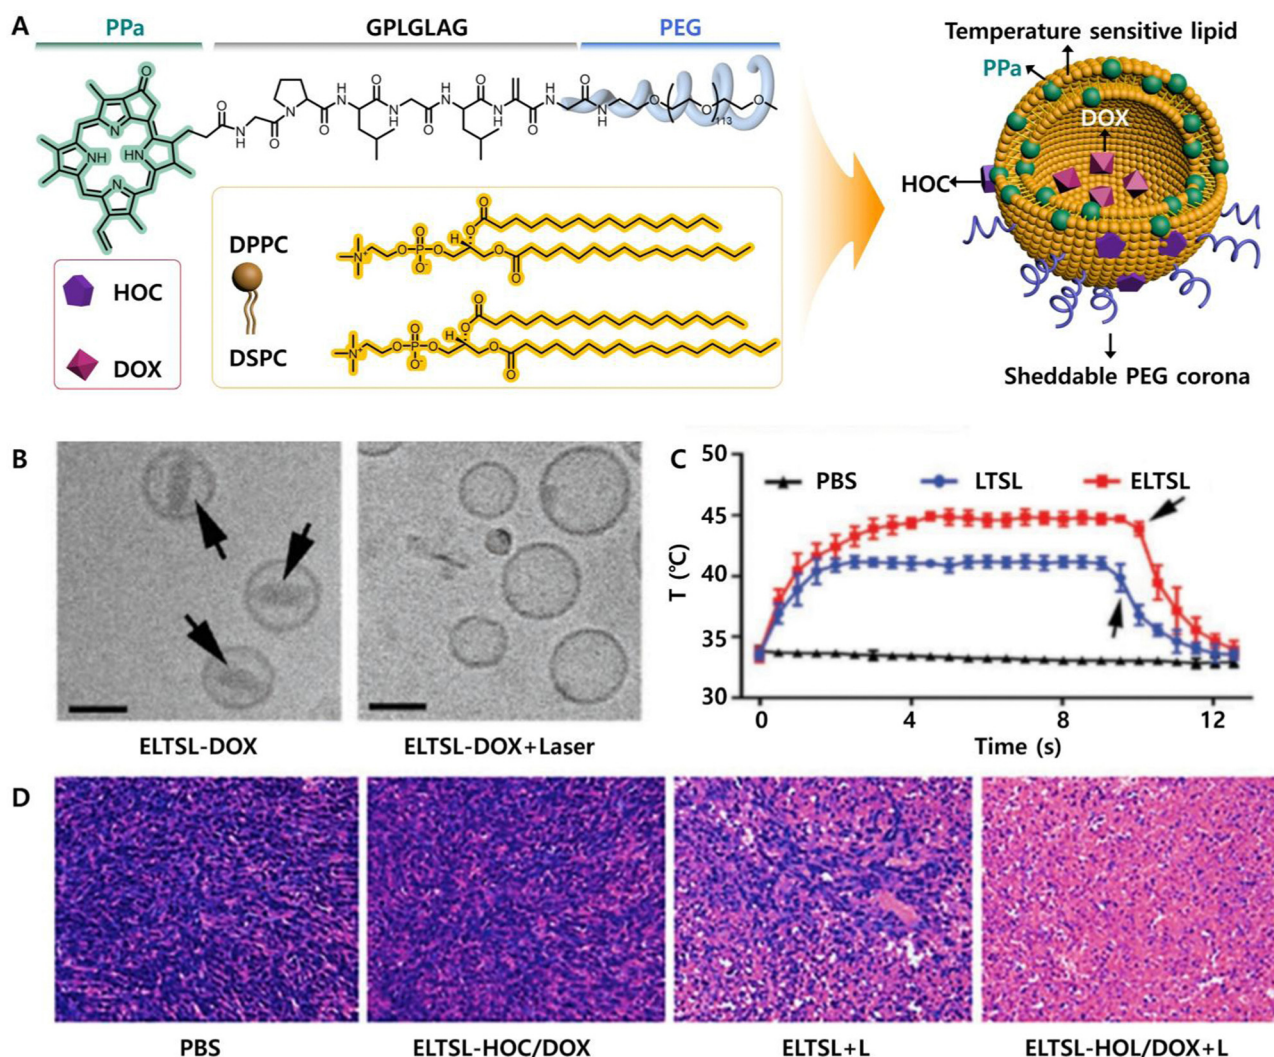 A
PPa
GPLGLAG
PEG
O
O
H
N
O
N
O
H
N
O
N
H
O
H
N
O
N
H
H
N
O
N
H
O
O
113
O
N
NH
HN
N
N
HOC
DOX
DPPC
DSPC
O
O
H
N+
O
P
O
O-
O
O
O
O
O
H
N+
O
P
O
O-
O
O
O
Temperature sensitive lipid
PPa
DOX
HOC
Sheddable PEG corona
B
ELTSL-DOX
ELTSL-DOX+Laser
C
PBS
LTSL
ELTSL
50
45
40
35
30
T (°C)
0
4
8
12
Time (s)
D
PBS
ELTSL-HOC/DOX
ELTSL+L
ELTSL-HOL/DOX+L